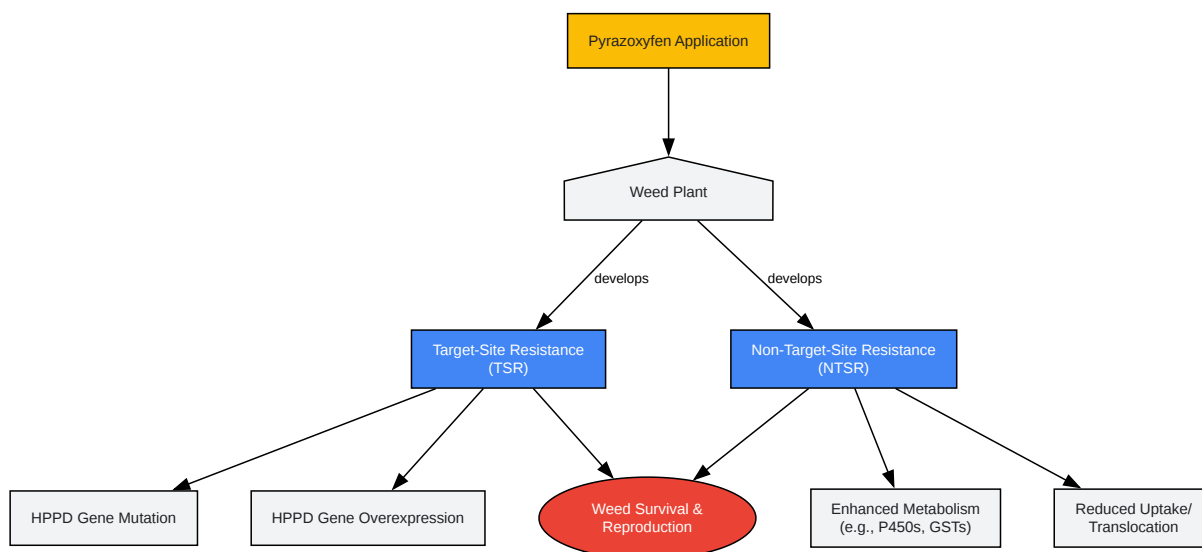 Pyrazoxyfen Application
Weed Plant
develops
develops
Target-Site Resistance
(TSR)
Non-Target-Site Resistance
(NTSR)
HPPD Gene Mutation
HPPD Gene Overexpression
Weed Survival &
Reproduction
Enhanced Metabolism
(e.g., P450s, GSTs)
Reduced Uptake/
Translocation